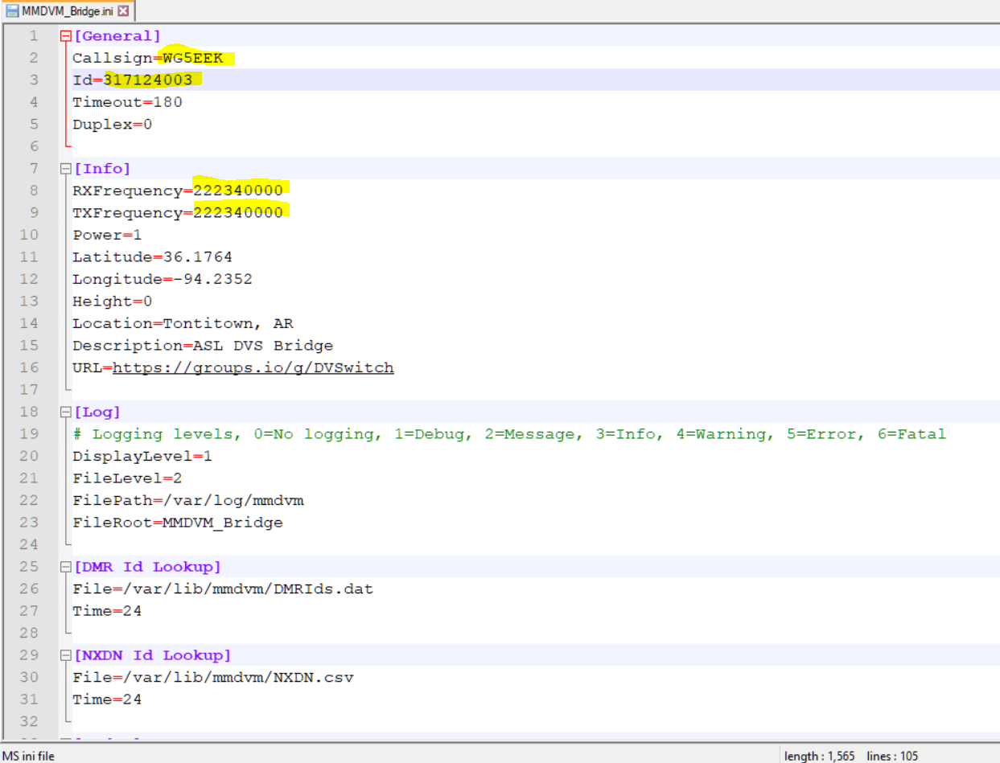 MMDVM_Bridge.ini
1 [General]
2 Callsign=WG5EEK
3 Id=317124003
4 Timeout=180
5 Duplex=0
6
7 [Info]
8 RXFrequency=222340000
9 TXFrequency=222340000
10 Power=1
11 Latitude=36.1764
12 Longitude=-94.2352
13 Height=0
14 Location=Tontitown, AR
15 Description=ASL DVS Bridge
16 URL=https://groups.io/g/DVSwitch
17
18 [Log]
19 # Logging levels, 0=No logging, 1=Debug, 2=Message, 3=Info, 4=Warning, 5=Error, 6=Fatal
20 DisplayLevel=1
21 FileLevel=2
22 FilePath=/var/log/mmdvm
23 FileRoot=MMDVM_Bridge
24
25 [DMR Id Lookup]
26 File=/var/lib/mmdvm/DMRIds.dat
27 Time=24
28
29 [NXDN Id Lookup]
30 File=/var/lib/mmdvm/NXDN.csv
31 Time=24
32
MS ini file length : 1,565 lines : 105